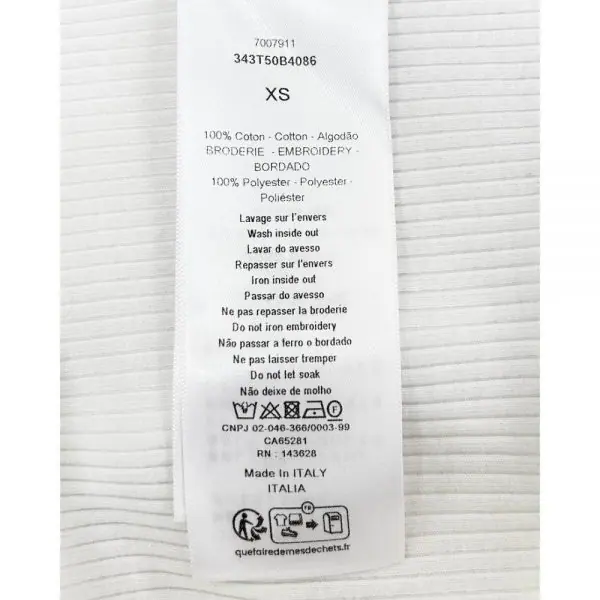 7007911
343T50B4086
XS
100% Coton - Cotton - Algodão
BRODERIE - EMBROIDERY -
BORDADO
100% Polyester - Polyester -
Poliéster
Lavage sur l'envers
Wash inside out
Lavar do avesso
Repasser sur l'envers
Iron inside out
Passar do avesso
Ne pas repasser la broderie
Do not iron embroidery
Não passar a ferro o bordado
Ne pas laisser tremper
Do not let soak
Não deixe de molho
F
CNPJ 02-046-366/0003-99
CA65281
RN : 143628
Made In ITALY
ITALIA
FR
quefairedemesdechets.fr